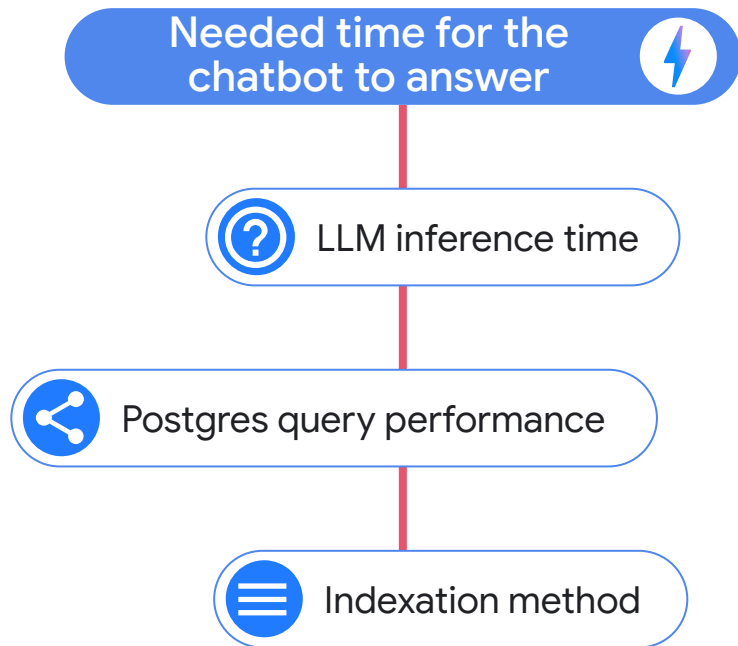 Needed time for the
chatbot to answer
LLM inference time
Postgres query performance
Indexation method